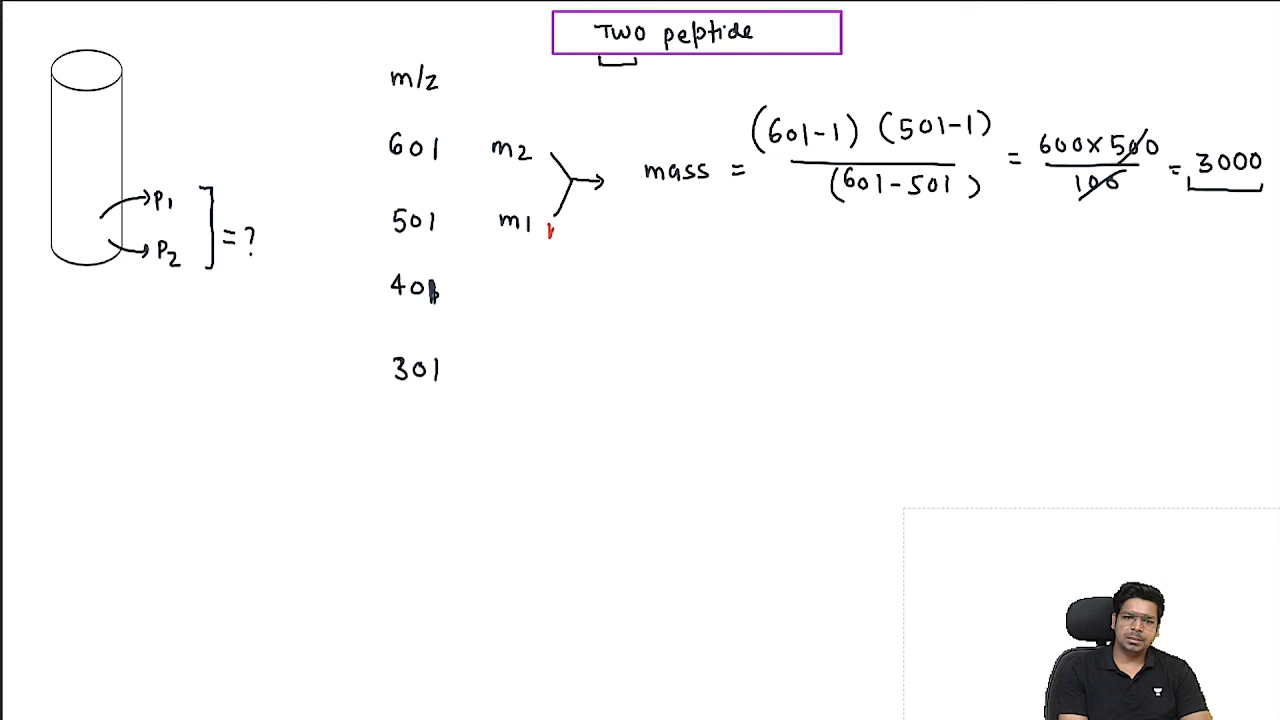 Two peptide
m/z
601 m2
(601-1) (501-1)
mass = ———— = 600 x 500 / 100 = 3000
(601-501)
P1
501 m1
P2
= ?
40
301